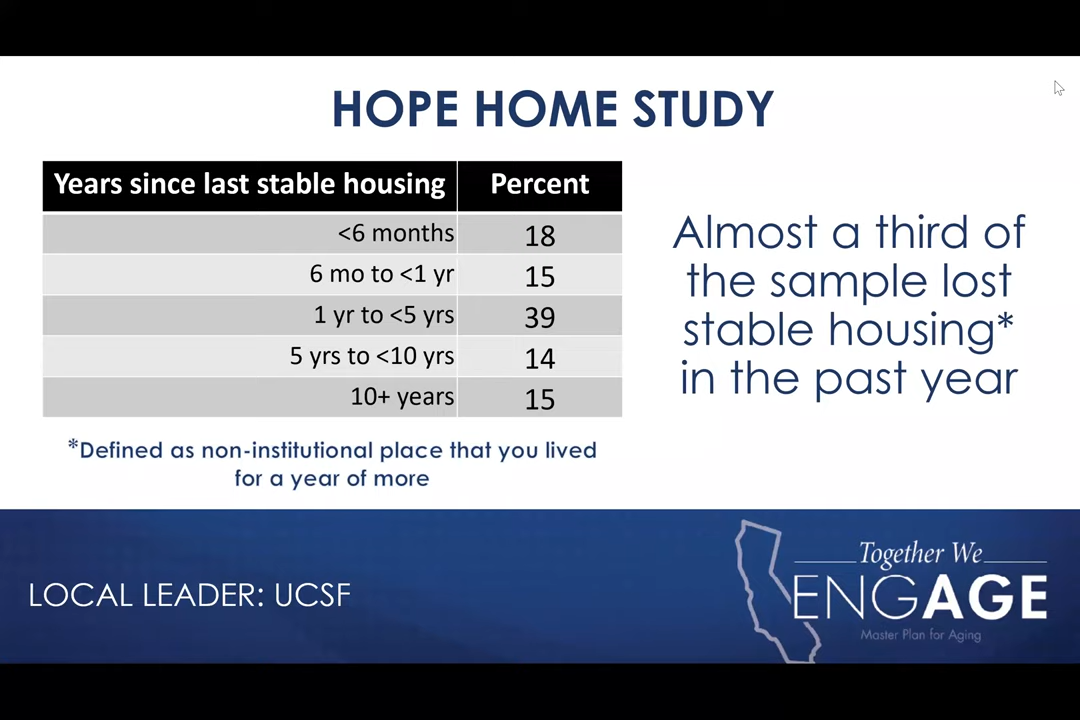 HOPE HOME STUDY
Years since last stable housing Percent
<6 months 18
6 mo to <1 yr 15
1 yr to <5 yrs 39
5 yrs to <10 yrs 14
10+ years 15
*Defined as non-institutional place that you lived
for a year of more
Almost a third of
the sample lost
stable housing*
in the past year
LOCAL LEADER: UCSF
Together We
ENGAGE
Master Plan for Aging